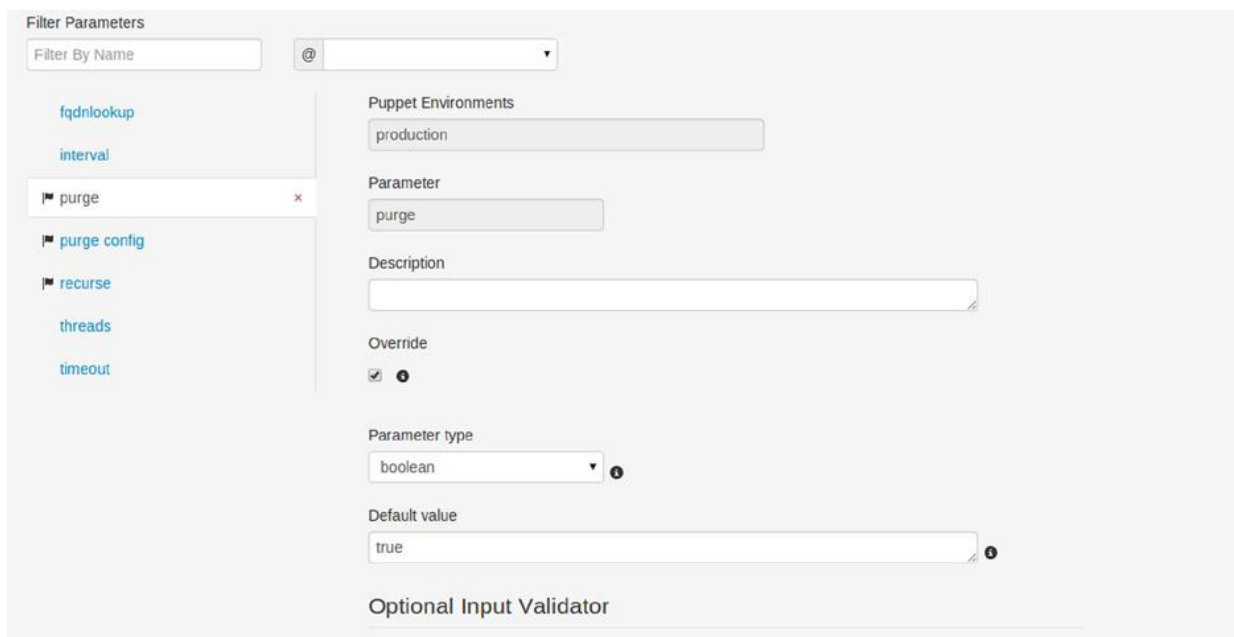 Filter Parameters
Filter By Name
@
fqdnlookup
interval
purge ×
purge config
recurse
threads
timeout
Puppet Environments
production
Parameter
purge
Description
Override
Parameter type
boolean
Default value
true
Optional Input Validator